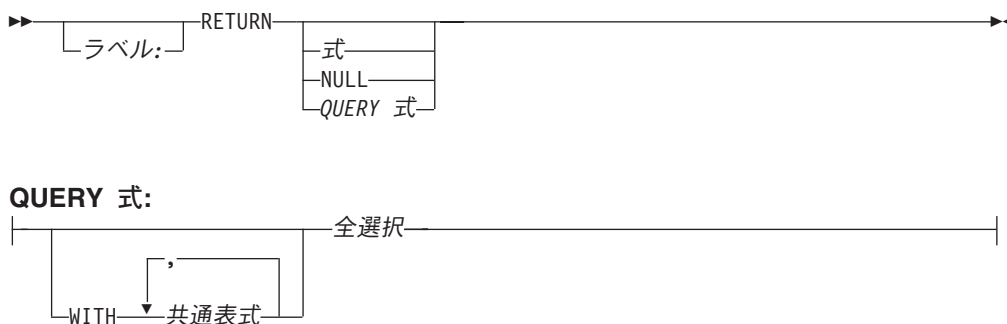 RETURN
ラベル:
式
NULL
QUERY 式
QUERY 式:
全選択
,
WITH 共通表式